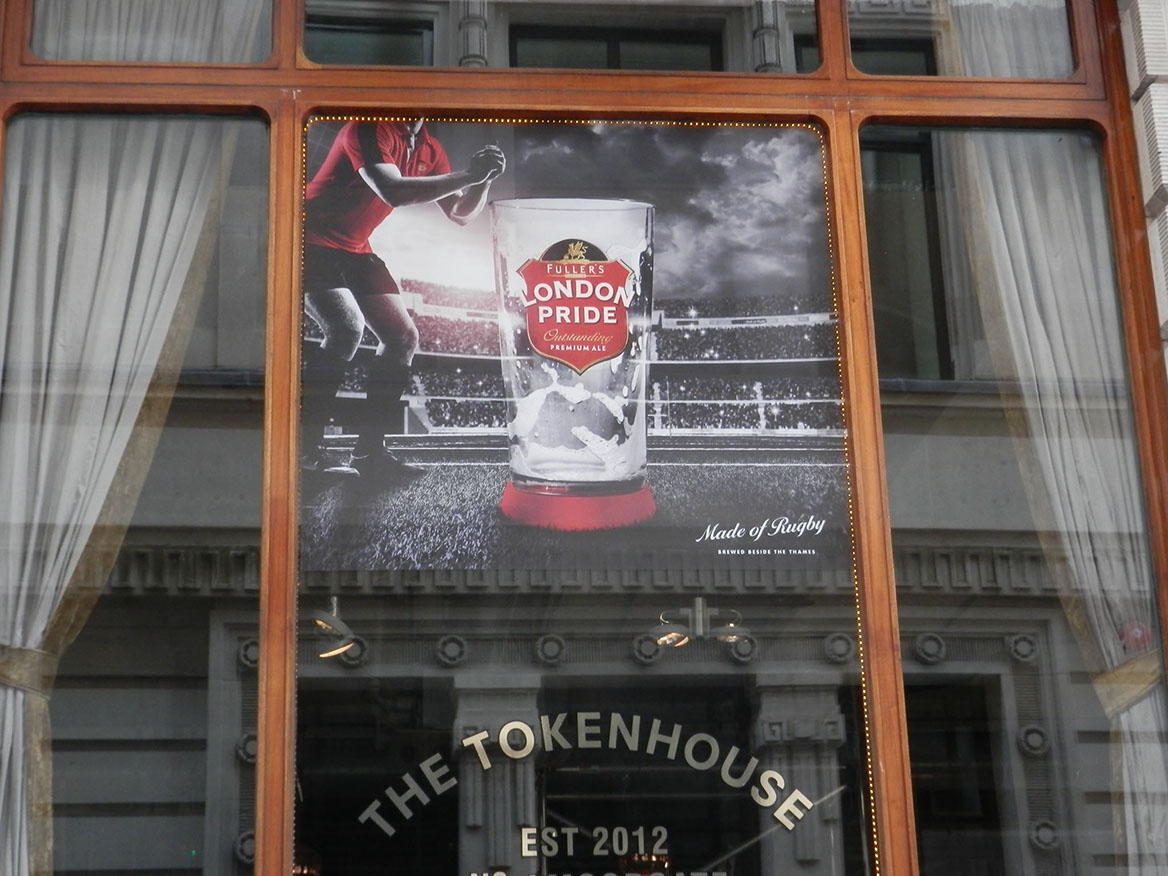 FULLER'S
LONDON
PRIDE
Outstanding
PREMIUM ALE
Made of Rugby
BREWED BESIDE THE THAMES
THE TOKENHOUSE
EST 2012